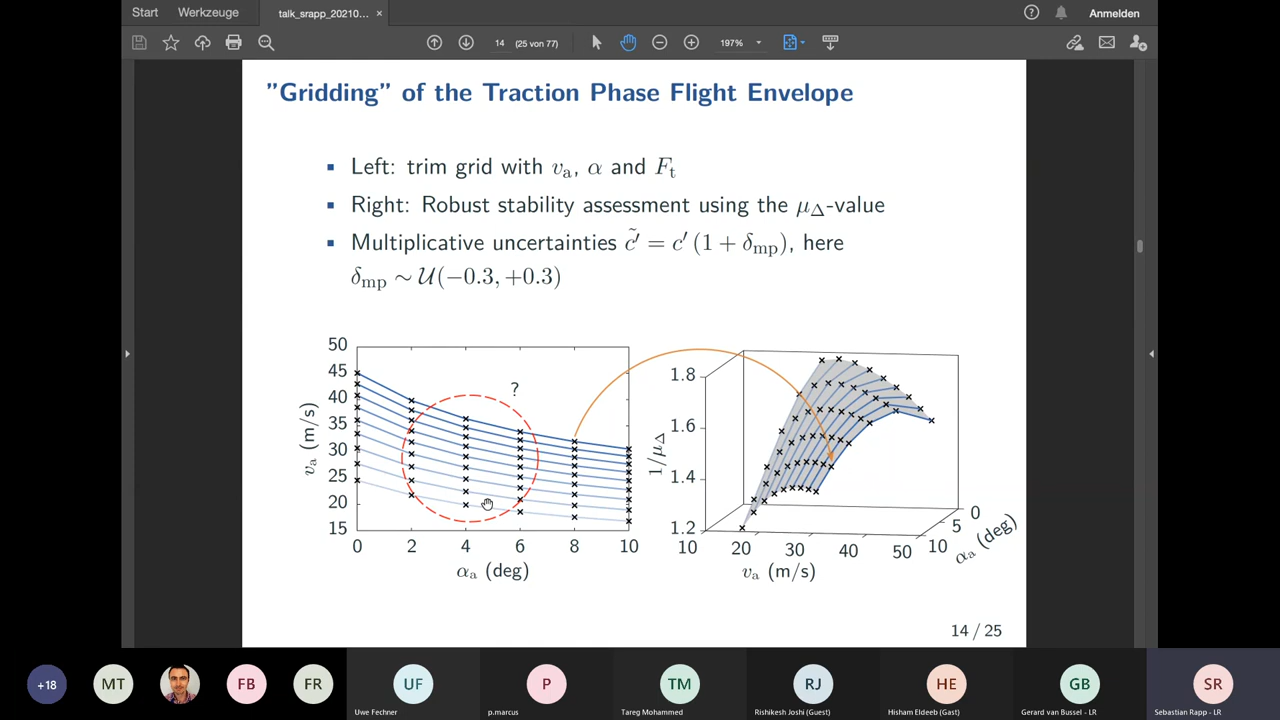 Start Werkzeuge talk_srapp_20210... × Anmelden
14 (25 von 77) 197%
"Gridding" of the Traction Phase Flight Envelope
Left: trim grid with vₐ, α and Fₜ
Right: Robust stability assessment using the μ_Δ-value
Multiplicative uncertainties c̃′ = c′ (1 + δₘₚ), here
δₘₚ ∼ 𝒰(−0.3, +0.3)
50
45
40
35
30
25
20
15
vₐ (m/s)
?
0 2 4 6 8 10
αₐ (deg)
1.8
1.6
1.4
1.2
1/μ_Δ
10 20 30 40 50
vₐ (m/s)
0
5
10
αₐ (deg)
14 / 25
+18 MT FB FR UF P TM RJ HE GB SR
Uwe Fechner p.marcus Tareg Mohammed Rishikesh Joshi (Guest) Hisham Eldeeb (Gast) Gerard van Bussel - LR Sebastian Rapp - LR